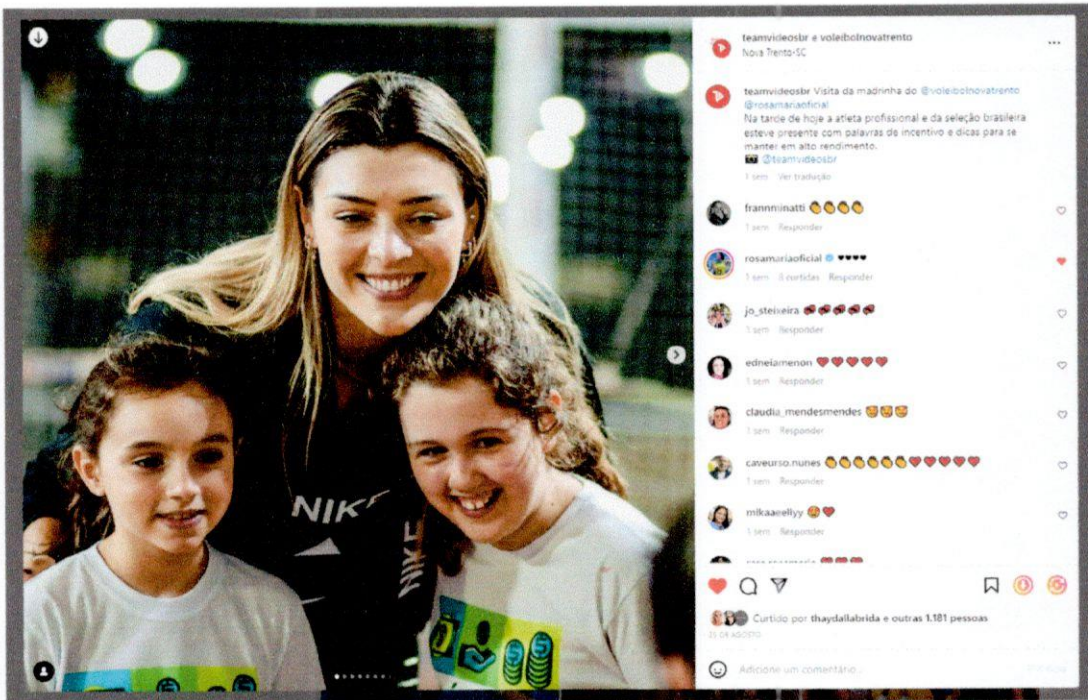 teamvideosbr e voleibolnovatrento
Nova Trento-SC
teamvideosbr Visita da madrinha do @voleibolnovatrento
@rosamariaoficial
Na tarde de hoje a atleta profissional e da seleção brasileira
esteve presente com palavras de incentivo e dicas para se
manter em alto rendimento.
📷 @teamvideosbr
1 sem Ver tradução
frannminatti 👏👏👏👏
1 sem Responder
rosamariaoficial ♥♥♥♥
1 sem 8 curtidas Responder
jo_steixeira
1 sem Responder
edneiamenon ❤❤❤❤❤
1 sem Responder
claudia_mendesmendes 🥰🥰🥰
1 sem Responder
caveurso.nunes 👏👏👏👏👏👏❤❤❤❤❤
1 sem Responder
mikaaeellyy 😍❤
1 sem Responder
Curtido por thaydallabrida e outras 1.181 pessoas
25 DE AGOSTO
Adicione um comentário...
NIKE
NIKE